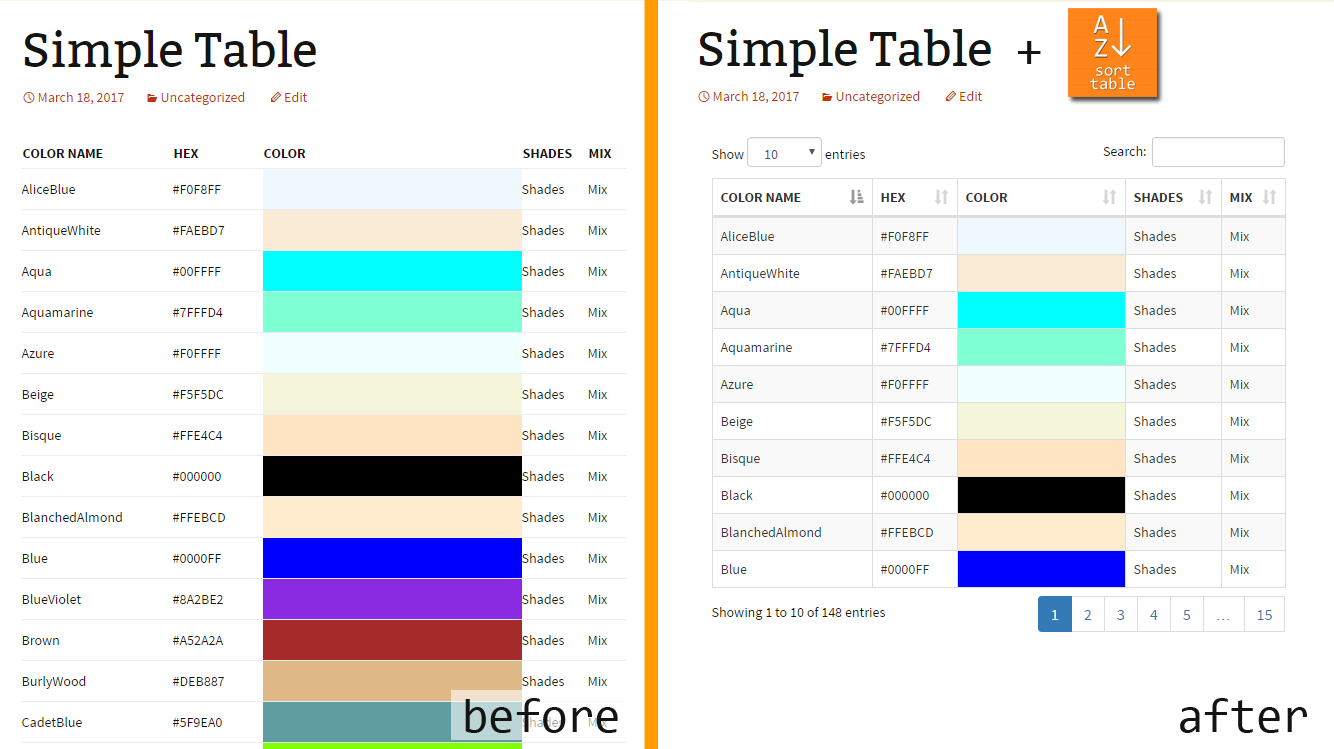 Simple Table
March 18, 2017 Uncategorized Edit
COLOR NAME HEX COLOR SHADES MIX
AliceBlue #F0F8FF Shades Mix
AntiqueWhite #FAEBD7 Shades Mix
Aqua #00FFFF Shades Mix
Aquamarine #7FFFD4 Shades Mix
Azure #F0FFFF Shades Mix
Beige #F5F5DC Shades Mix
Bisque #FFE4C4 Shades Mix
Black #000000 Shades Mix
BlanchedAlmond #FFEBCD Shades Mix
Blue #0000FF Shades Mix
BlueViolet #8A2BE2 Shades Mix
Brown #A52A2A Shades Mix
BurlyWood #DEB887 Shades Mix
CadetBlue #5F9EA0
before
Simple Table +
A
Z
sort
table
March 18, 2017 Uncategorized Edit
Show 10 entries Search:
COLOR NAME HEX COLOR SHADES MIX
AliceBlue #F0F8FF Shades Mix
AntiqueWhite #FAEBD7 Shades Mix
Aqua #00FFFF Shades Mix
Aquamarine #7FFFD4 Shades Mix
Azure #F0FFFF Shades Mix
Beige #F5F5DC Shades Mix
Bisque #FFE4C4 Shades Mix
Black #000000 Shades Mix
BlanchedAlmond #FFEBCD Shades Mix
Blue #0000FF Shades Mix
Showing 1 to 10 of 148 entries 1 2 3 4 5 … 15
after